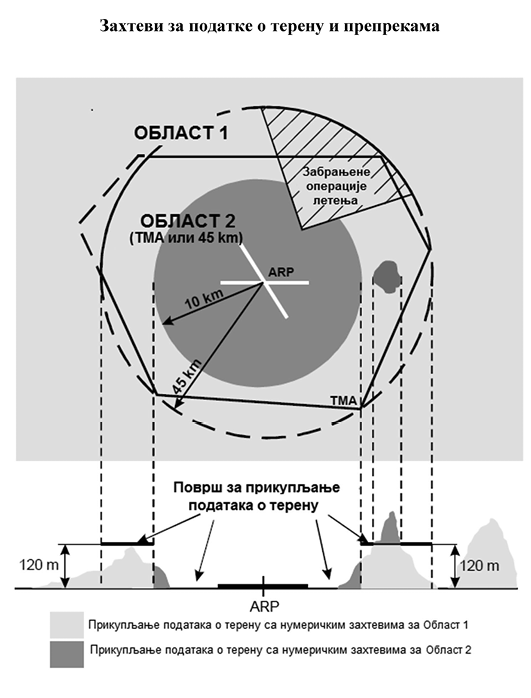 Захтеви за податке о терену и препрекама
ОБЛАСТ 1
Забрањене
операције
летења
ОБЛАСТ 2
(ТМА или 45 km)
ARP
10 km
45 km
ТМА
Површ за прикупљање
података о терену
120 m
120 m
ARP
Прикупљање података о терену са нумеричким захтевима за Област 1
Прикупљање података о терену са нумеричким захтевима за Област 2